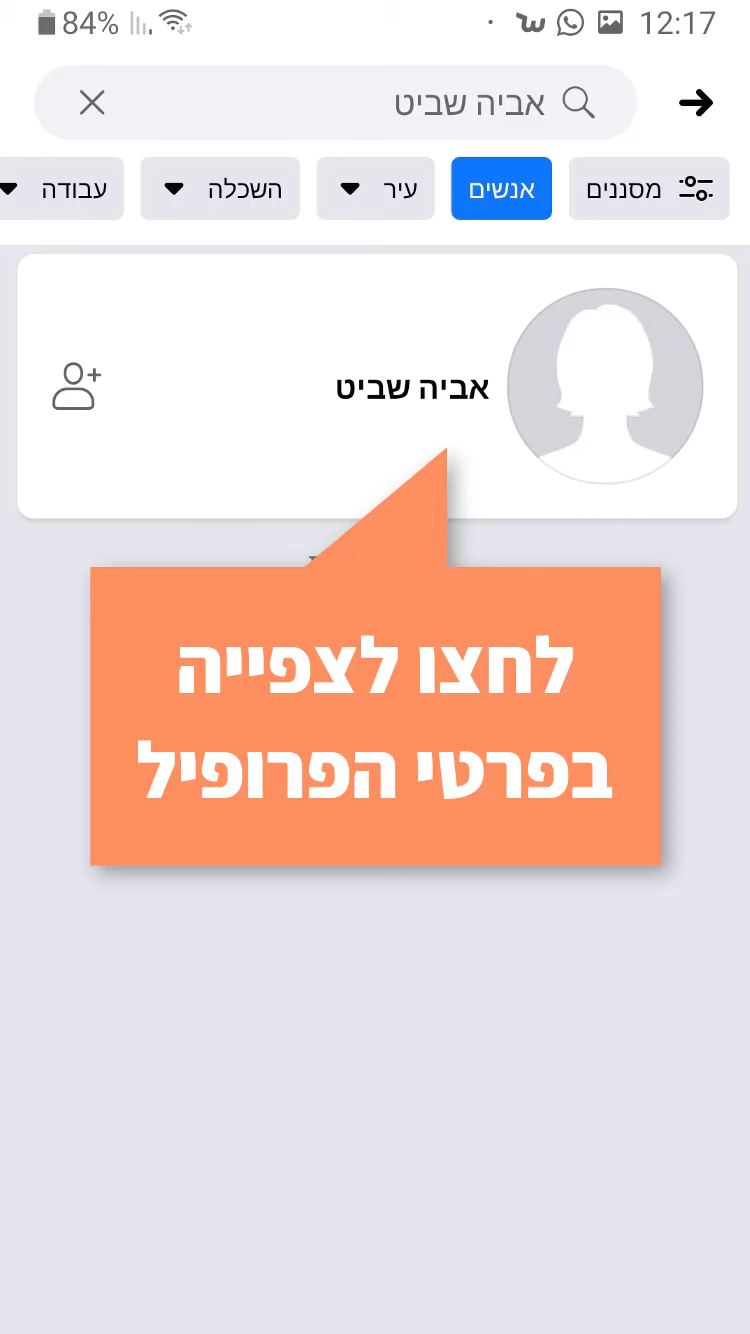 84% 12:17
אביה שביט
מסננים אנשים עיר השכלה עבודה
אביה שביט
לחצו לצפייה
בפרטי הפרופיל